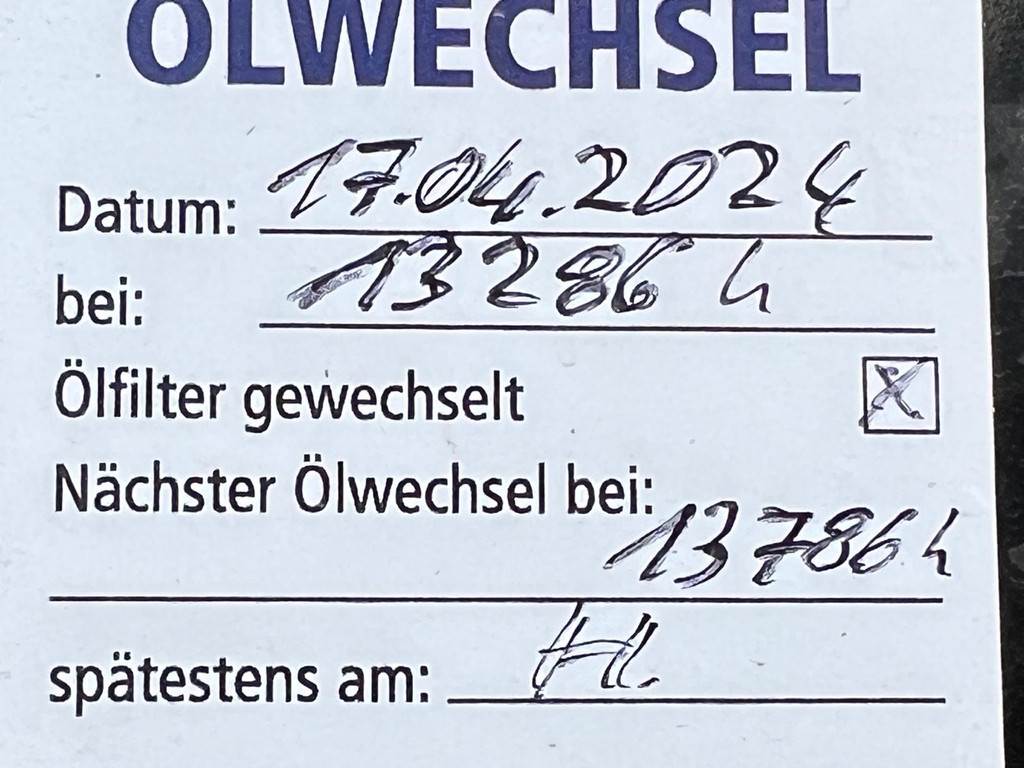 ÖLWECHSEL
Datum: 17.04.2024
bei: 13286 h
Ölfilter gewechselt X
Nächster Ölwechsel bei:
13786 h
spätestens am: